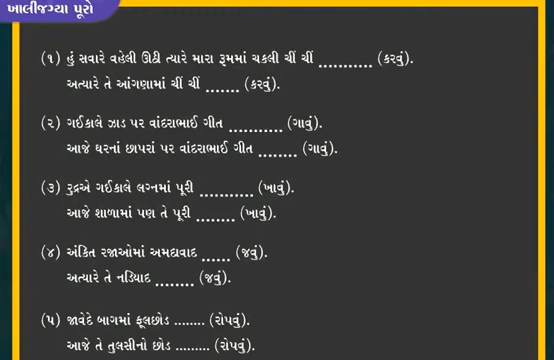 ખાલીજગ્યા પૂરો
(૧) હું સવારે વહેલી ઊઠી ત્યારે મારા રૂમમાં ચકલી ચીં ચીં ........... (કરવું).
અત્યારે તે આંગણામાં ચીં ચીં ....... (કરવું).
(૨) ગઈકાલે ઝાડ પર વાંદરાભાઈ ગીત ........... (ગાવું).
આજે ઘરનાં છાપરાં પર વાંદરાભાઈ ગીત ........ (ગાવું).
(૩) રુદ્રએ ગઈકાલે લગ્નમાં પૂરી ........... (ખાવું).
આજે શાળામાં પણ તે પૂરી ........ (ખાવું).
(૪) અંકિત રજાઓમાં અમદાવાદ ...... (જવું).
અત્યારે તે નડિયાદ ........ (જવું).
(૫) જાવેદે બાગમાં ફૂલછોડ ........ (રોપવું).
આજે તે તુલસીનો છોડ ......... (રોપવું).